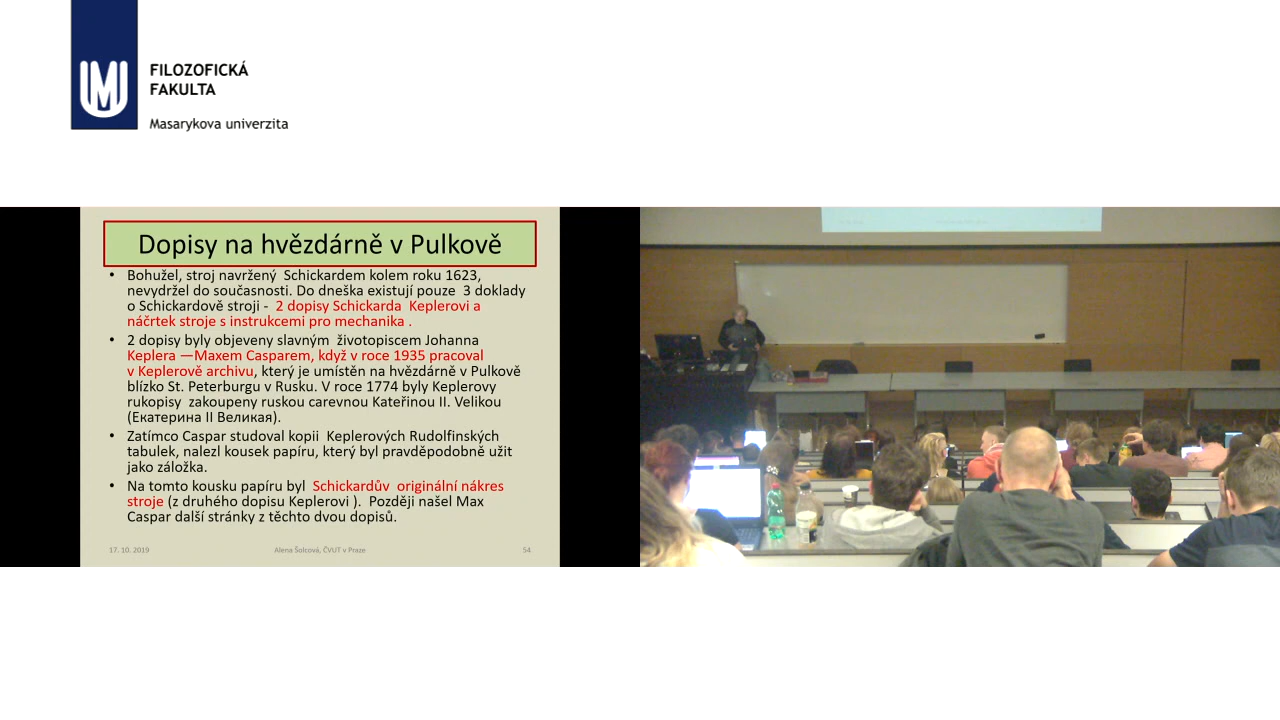 FILOZOFICKÁ
FAKULTA
Masarykova univerzita
Dopisy na hvězdárně v Pulkově
• Bohužel, stroj navržený Schickardem kolem roku 1623,
nevydržel do současnosti. Do dneška existují pouze 3 doklady
o Schickardově stroji - 2 dopisy Schickarda Keplerovi a
náčrtek stroje s instrukcemi pro mechanika .
• 2 dopisy byly objeveny slavným životopiscem Johanna
Keplera —Maxem Casparem, když v roce 1935 pracoval
v Keplerově archivu, který je umístěn na hvězdárně v Pulkově
blízko St. Peterburgu v Rusku. V roce 1774 byly Keplerovy
rukopisy zakoupeny ruskou carevnou Kateřinou II. Velikou
(Екатерина II Великая).
• Zatímco Caspar studoval kopii Keplerových Rudolfinských
tabulek, nalezl kousek papíru, který byl pravděpodobně užit
jako záložka.
• Na tomto kousku papíru byl Schickardův originální nákres
stroje (z druhého dopisu Keplerovi ). Později našel Max
Caspar další stránky z těchto dvou dopisů.
17. 10. 2019 Alena Šolcová, ČVUT v Praze 54